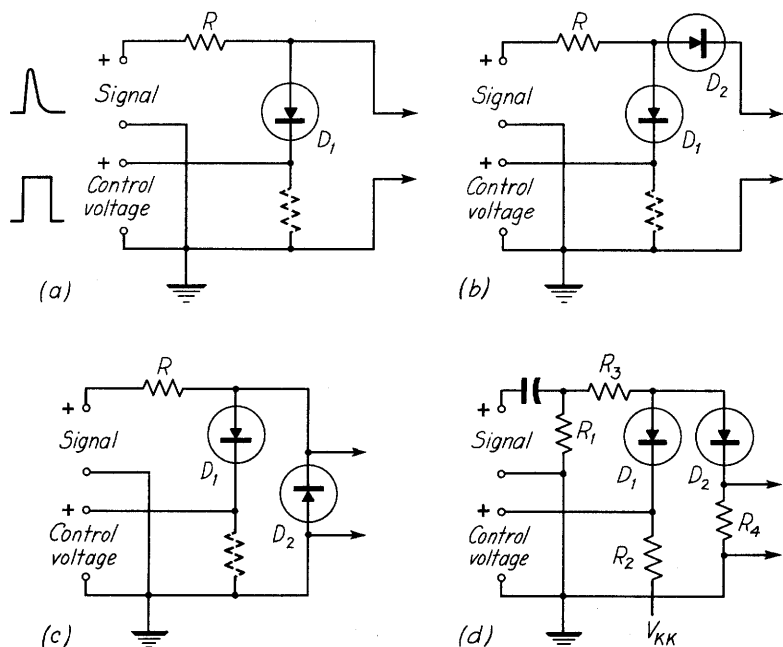 R
+
Signal
D1
+
Control
voltage
(a)
R
+
D2
Signal
D1
+
Control
voltage
(b)
R
+
Signal
D1
+
Control
voltage
D2
(c)
R3
+
Signal
R1
D1
D2
+
Control
voltage
R2
R4
VKK
(d)